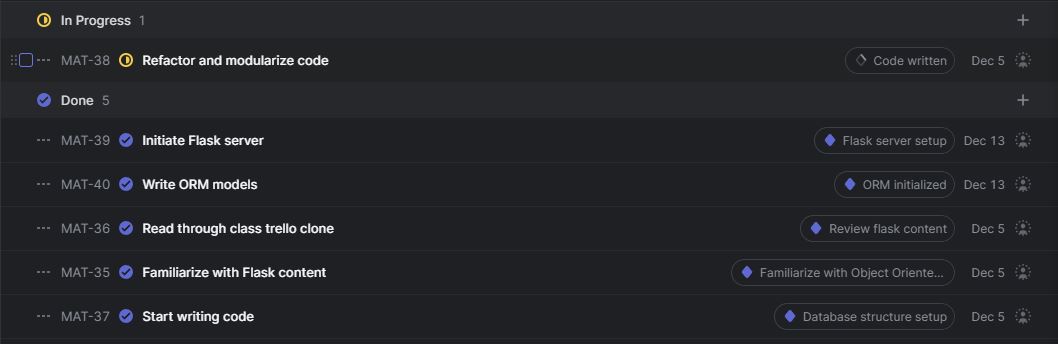 In Progress 1
MAT-38 Refactor and modularize code Code written Dec 5
Done 5
MAT-39 Initiate Flask server Flask server setup Dec 13
MAT-40 Write ORM models ORM initialized Dec 13
MAT-36 Read through class trello clone Review flask content Dec 5
MAT-35 Familiarize with Flask content Familiarize with Object Oriente... Dec 5
MAT-37 Start writing code Database structure setup Dec 5